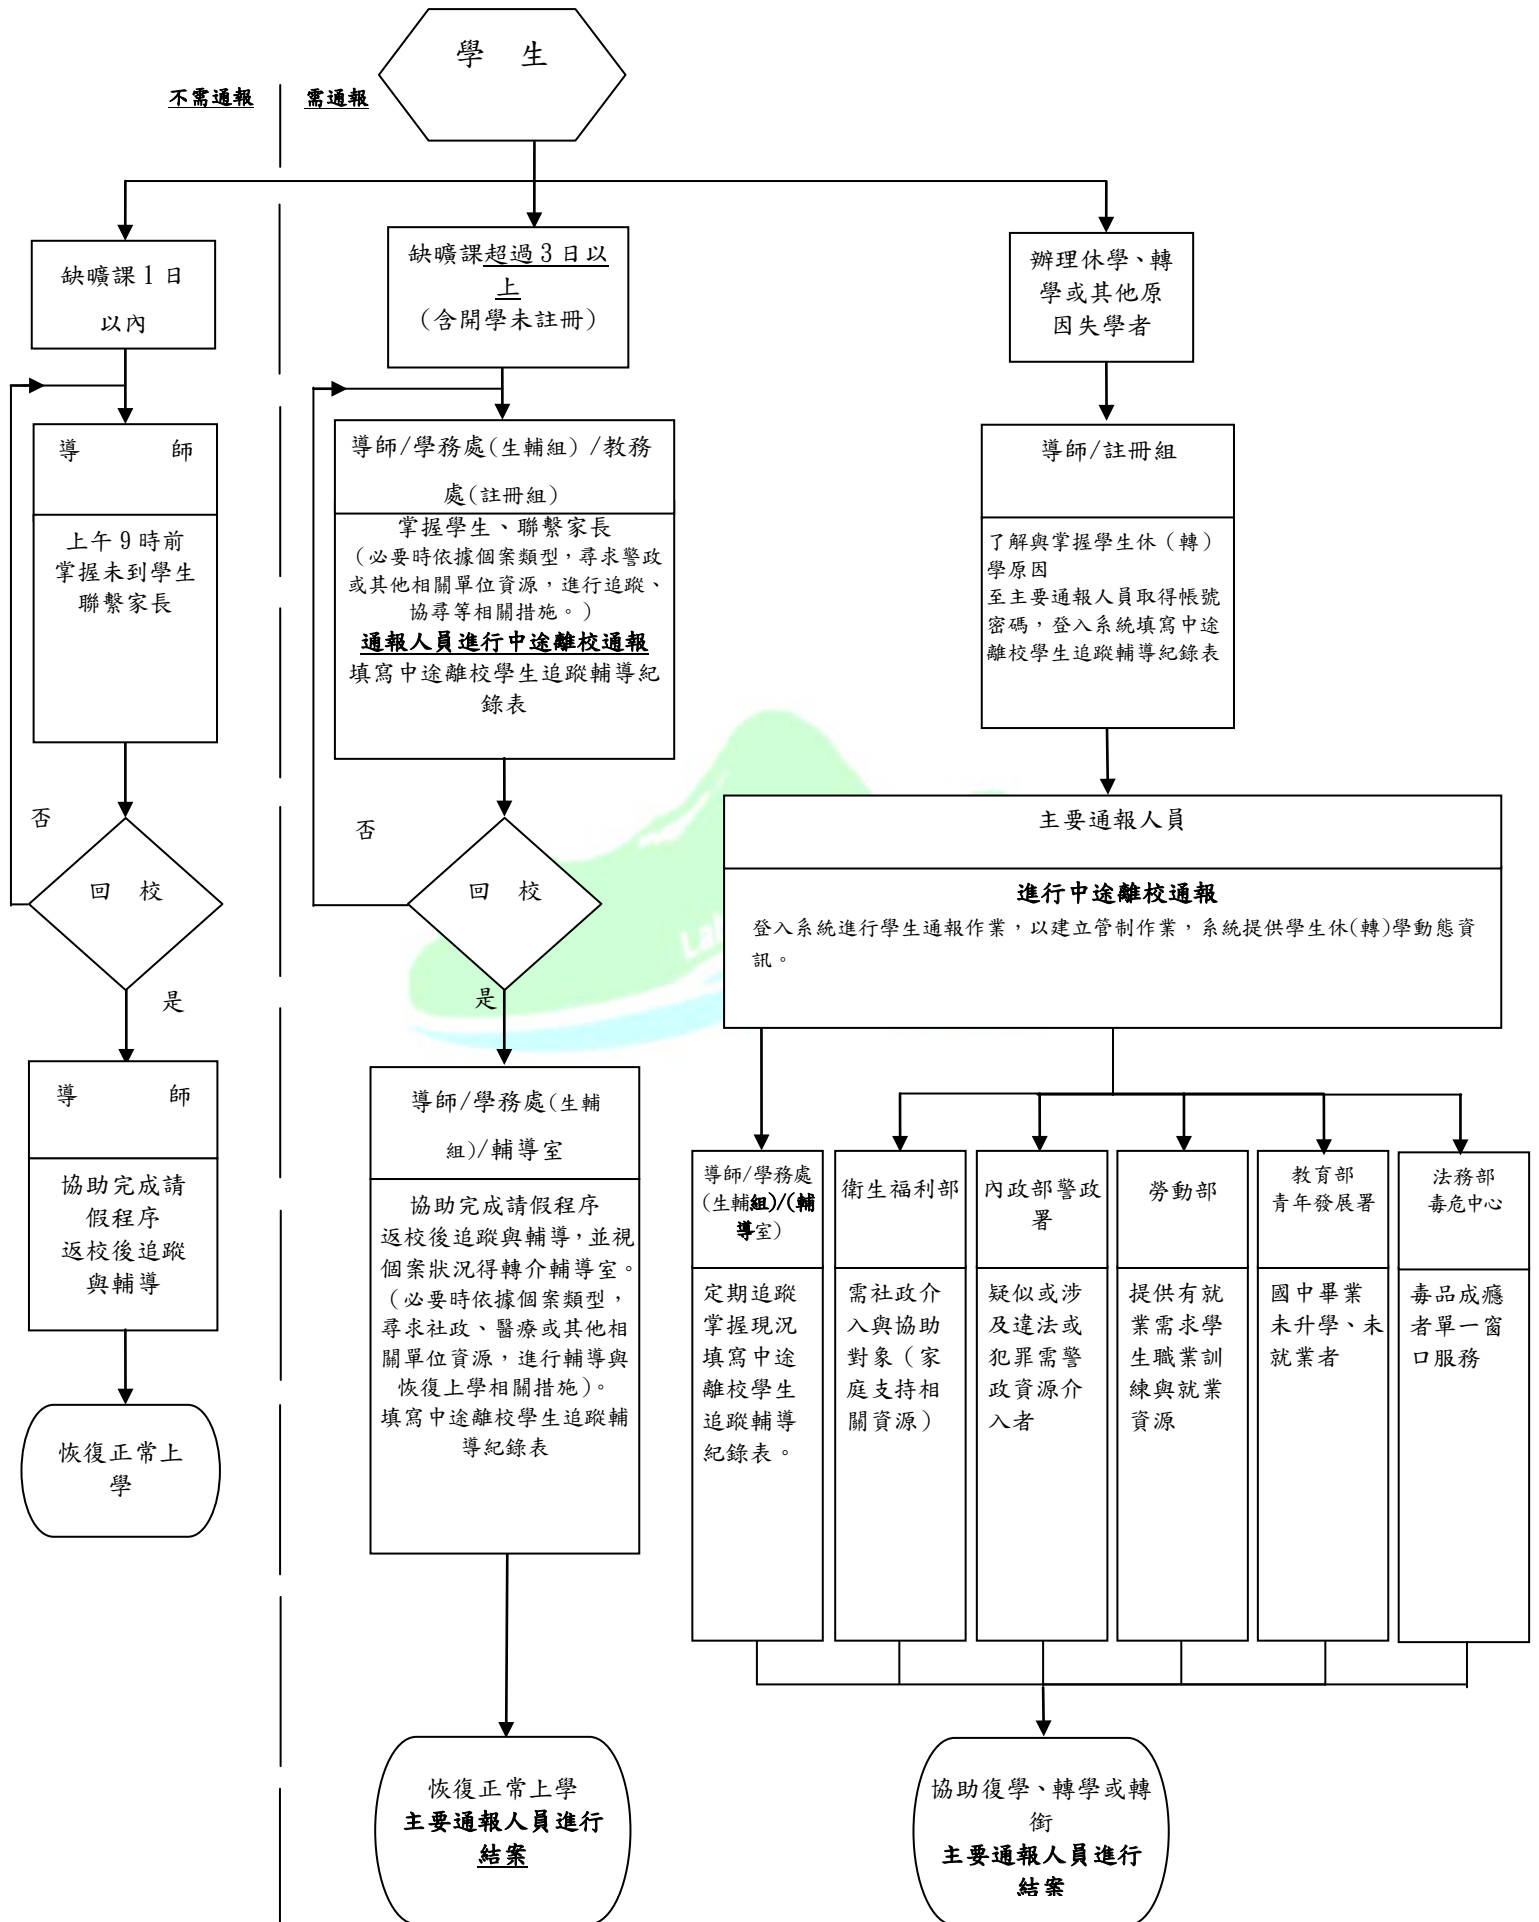 學 生
不需通報
需通報
缺曠課1日
以內
缺曠課超過3日以
上
(含開學未註冊)
辦理休學、轉
學或其他原
因失學者
導 師
上午9時前
掌握未到學生
聯繫家長
導師/學務處(生輔組)/教務
處(註冊組)
掌握學生、聯繫家長
(必要時依據個案類型,尋求警政
或其他相關單位資源,進行追蹤、
協尋等相關措施。)
通報人員進行中途離校通報
填寫中途離校學生追蹤輔導紀
錄表
導師/註冊組
了解與掌握學生休(轉)
學原因
至主要通報人員取得帳號
密碼,登入系統填寫中途
離校學生追蹤輔導紀錄表
否
回 校
是
否
回 校
是
主要通報人員
進行中途離校通報
登入系統進行學生通報作業,以建立管制作業,系統提供學生休(轉)學動態資
訊。
導 師
協助完成請
假程序
返校後追蹤
與輔導
恢復正常上
學
導師/學務處(生輔
組)/輔導室
協助完成請假程序
返校後追蹤與輔導,並視
個案狀況得轉介輔導室。
(必要時依據個案類型,
尋求社政、醫療或其他相
關單位資源,進行輔導與
恢復上學相關措施)。
填寫中途離校學生追蹤輔
導紀錄表
導師/學務處
(生輔組)/(輔
導室)
定期追蹤
掌握現況
填寫中途
離校學生
追蹤輔導
紀錄表。
衛生福利部
需社政介
入與協助
對象(家
庭支持相
關資源)
內政部警政
署
疑似或涉
及違法或
犯罪需警
政資源介
入者
勞動部
提供有就
業需求學
生職業訓
練與就業
資源
教育部
青年發展署
國中畢業
未升學、未
就業者
法務部
毒危中心
毒品成癮
者單一窗
口服務
恢復正常上學
主要通報人員進行
結案
協助復學、轉學或轉
銜
主要通報人員進行
結案